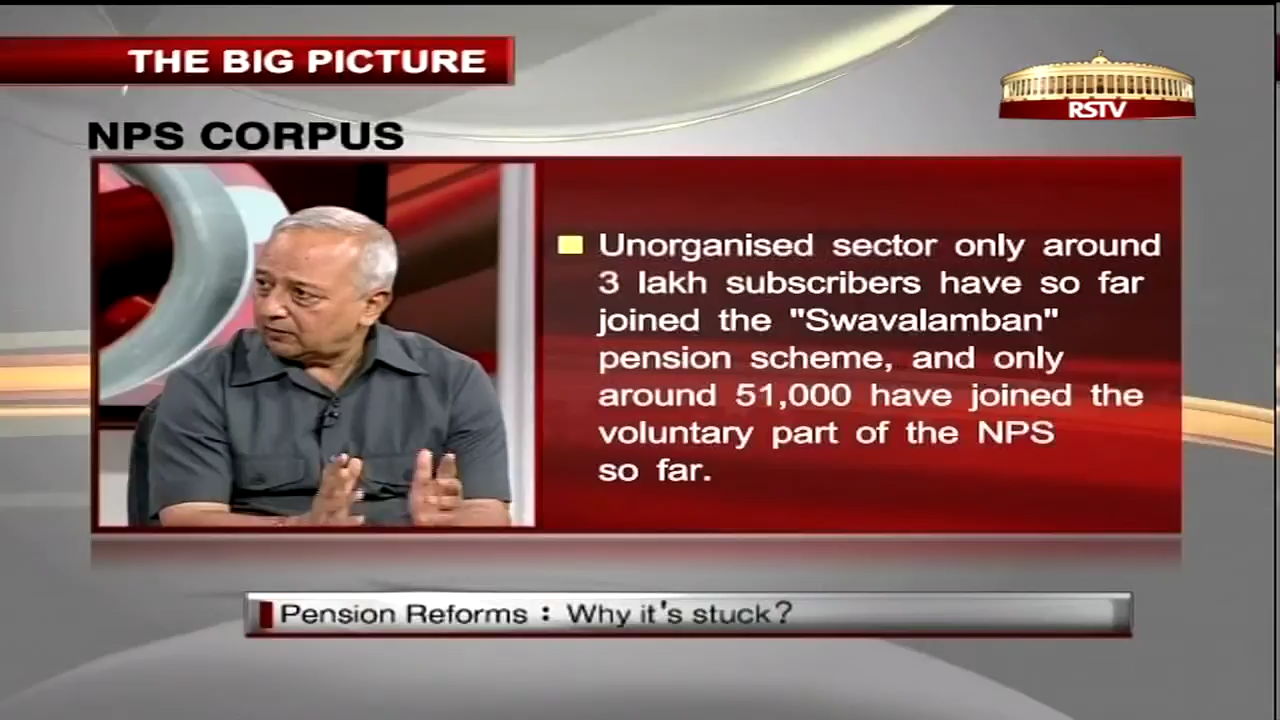 THE BIG PICTURE
RSTV
NPS CORPUS
Unorganised sector only around
3 lakh subscribers have so far
joined the "Swavalamban"
pension scheme, and only
around 51,000 have joined the
voluntary part of the NPS
so far.
Pension Reforms : Why it's stuck?